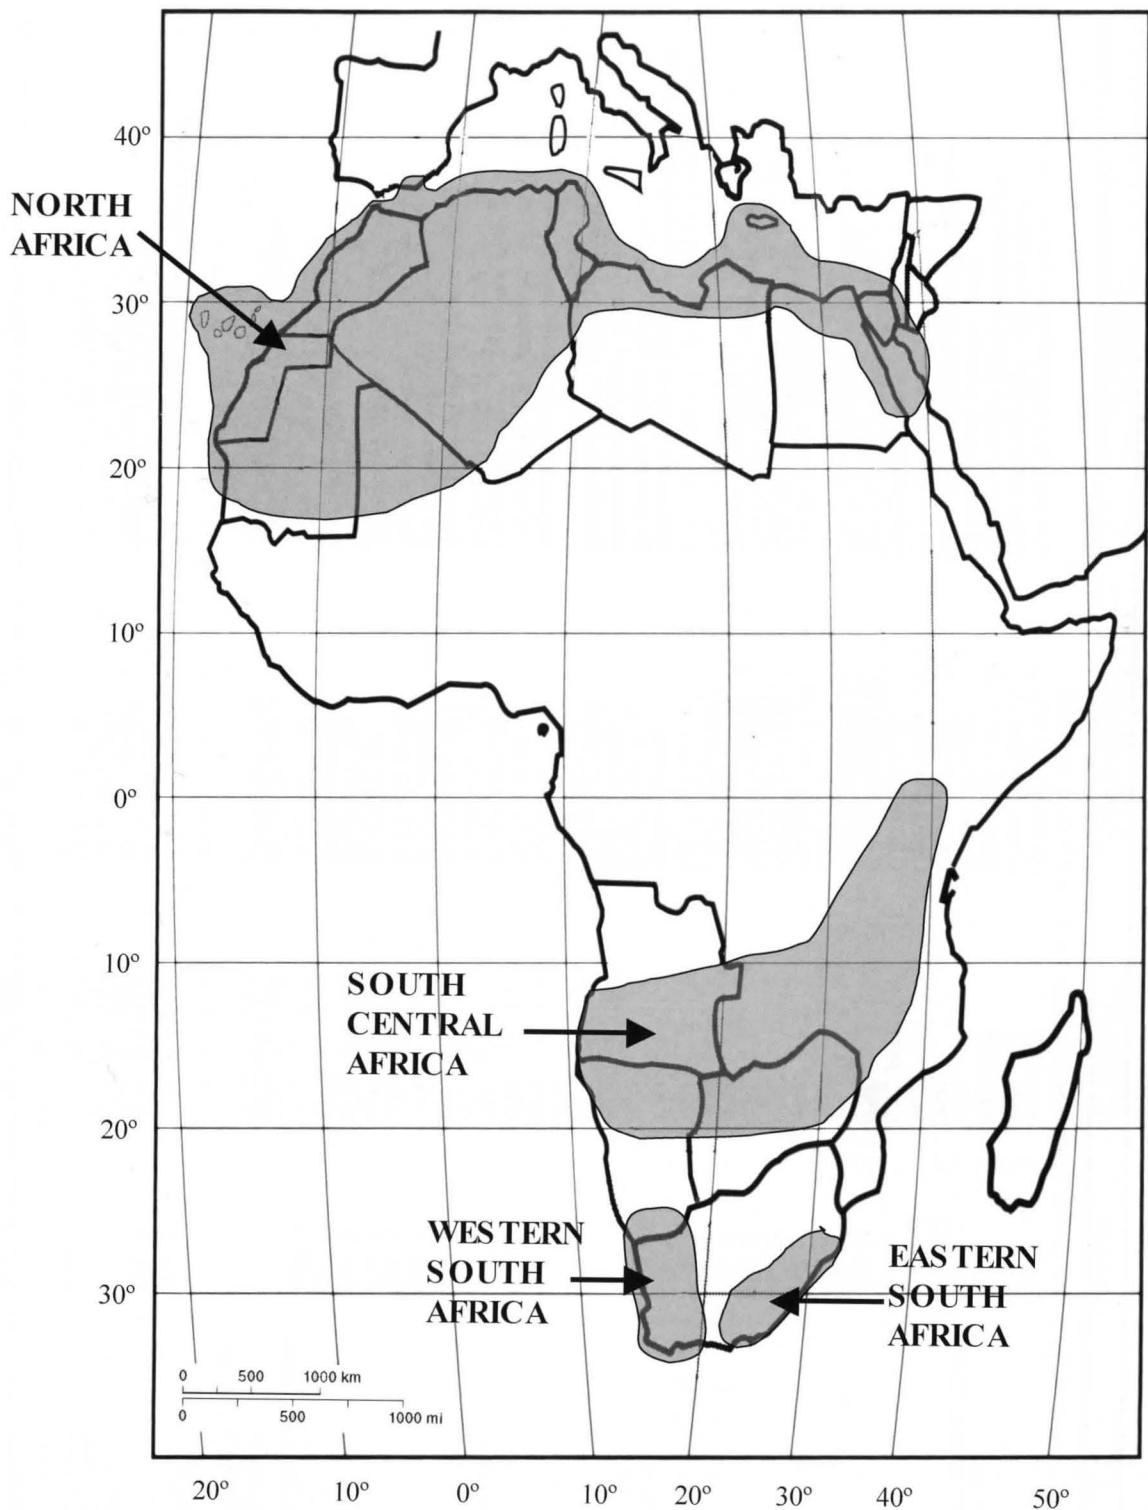 40º
NORTH
AFRICA
30º
20º
10º
0º
10º
SOUTH
CENTRAL
AFRICA
20º
WESTERN
SOUTH
AFRICA
EASTERN
SOUTH
AFRICA
30º
0 500 1000 km
0 500 1000 mi
20º 10º 0º 10º 20º 30º 40º 50º